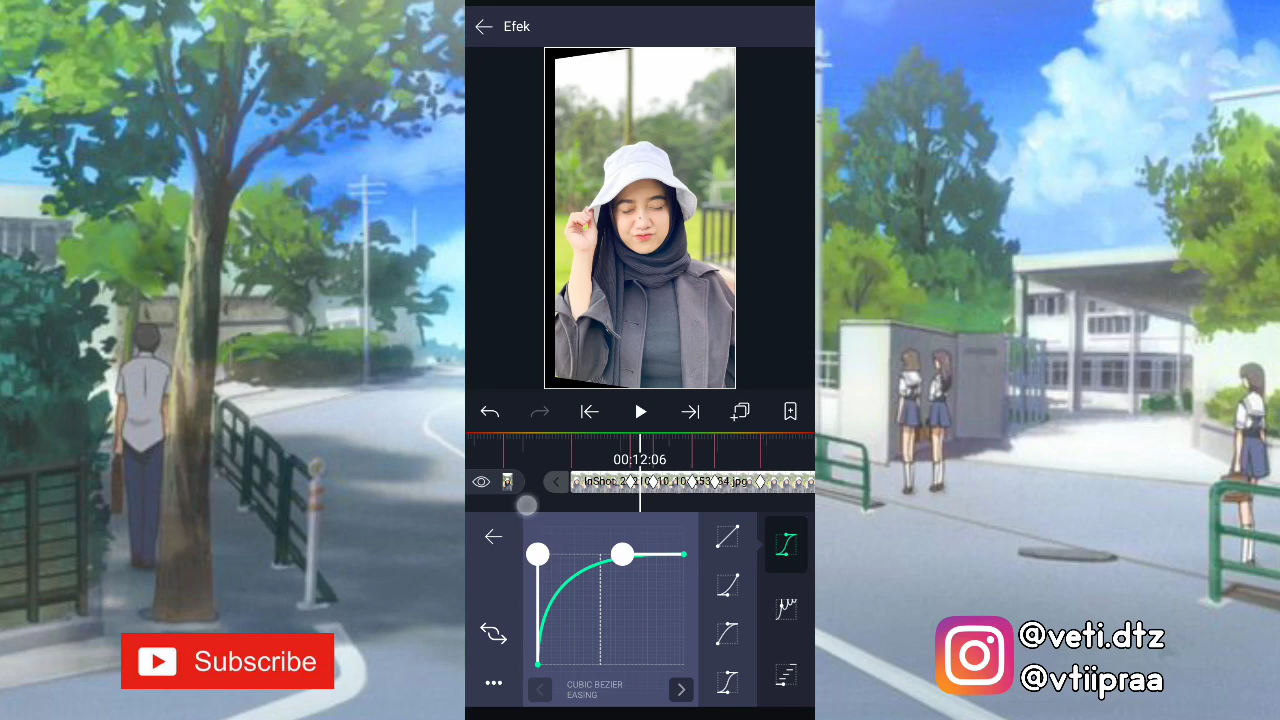 Efek
00:12:06
CUBIC BEZIER
EASING
Subscribe
@veti.dtz
@vtiipraa